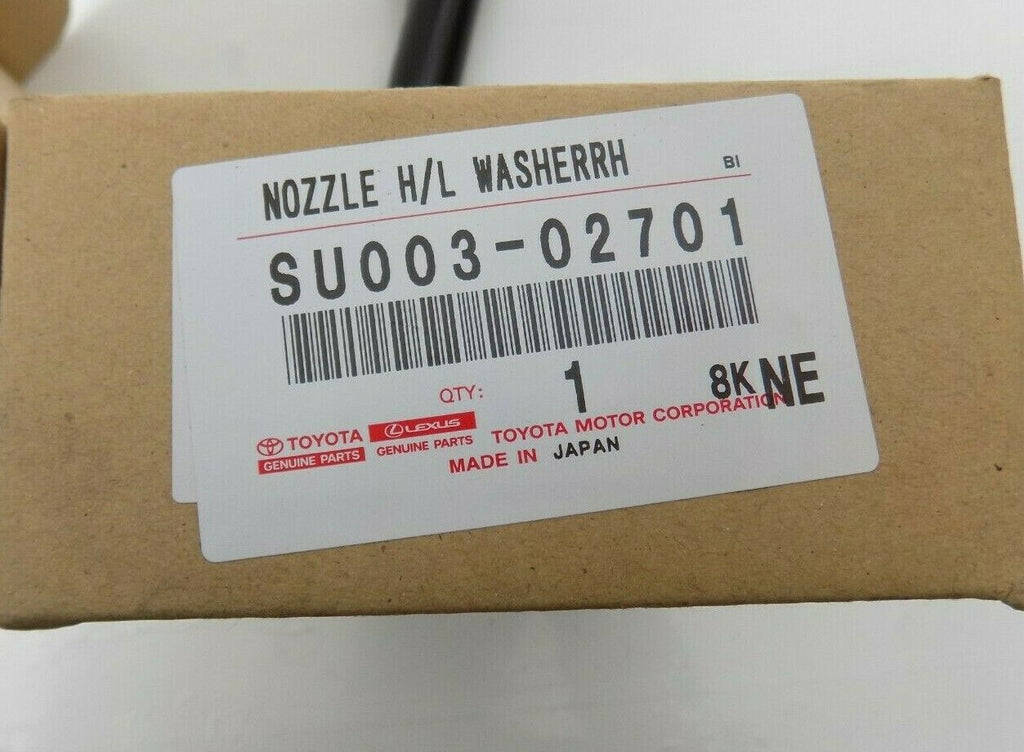 NOZZLE H/L WASHERRH BI
SU003-02701
QTY: 1 8K NE
TOYOTA LEXUS TOYOTA MOTOR CORPORATION
GENUINE PARTS GENUINE PARTS MADE IN JAPAN